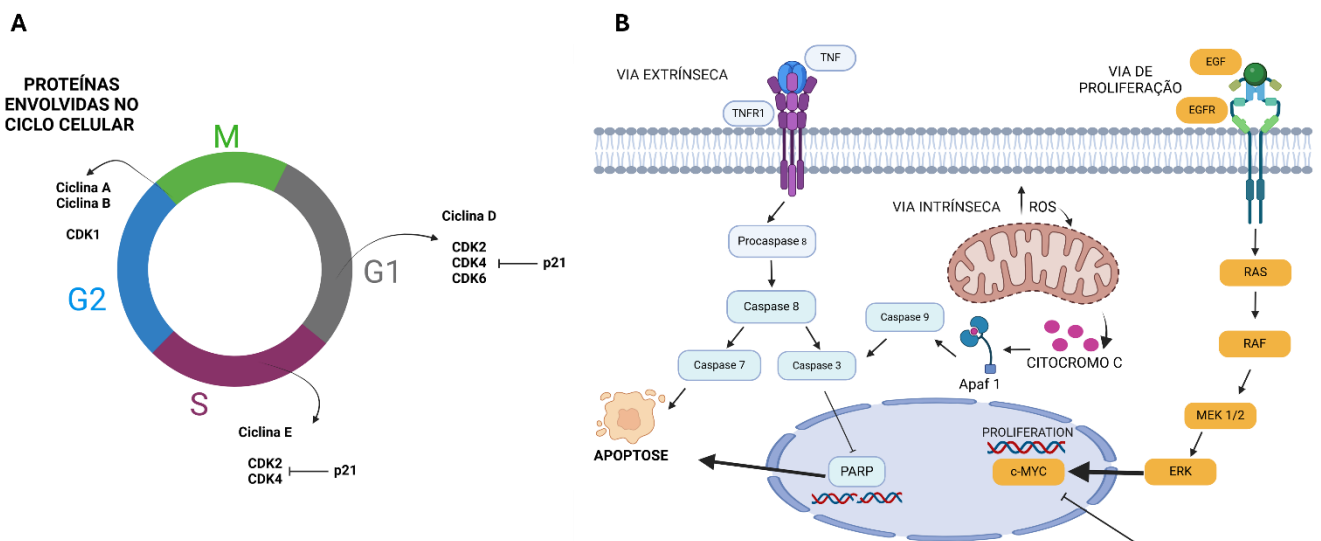 A
PROTEÍNAS
ENVOLVIDAS NO
CICLO CELULAR
M
Ciclina A
Ciclina B
CDK1
G2
G1
S
Ciclina D
CDK2
CDK4
CDK6
p21
Ciclina E
CDK2
CDK4
p21
B
VIA EXTRÍNSECA
TNF
TNFR1
VIA DE
PROLIFERAÇÃO
EGF
EGFR
VIA INTRÍNSECA
ROS
Procaspase 8
Caspase 8
Caspase 9
Caspase 7
Caspase 3
Apaf 1
CITOCROMO C
RAS
RAF
MEK 1/2
ERK
APOPTOSE
PARP
PROLIFERATION
c-MYC